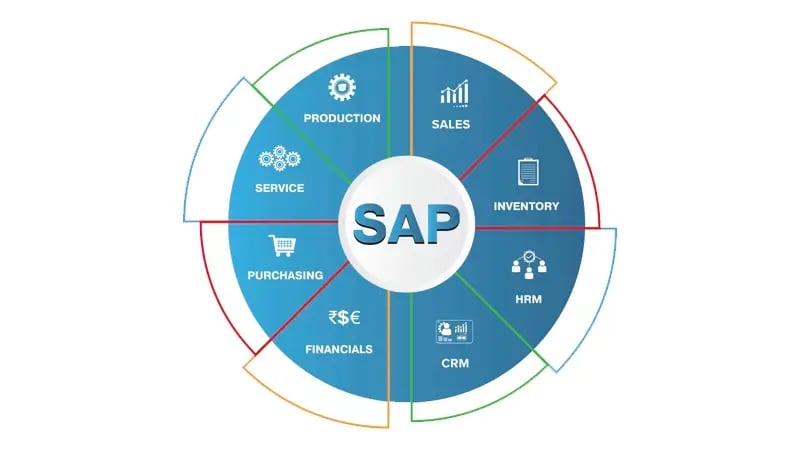 PRODUCTION
SALES
SERVICE
INVENTORY
SAP
PURCHASING
HRM
₹$€
FINANCIALS
CRM